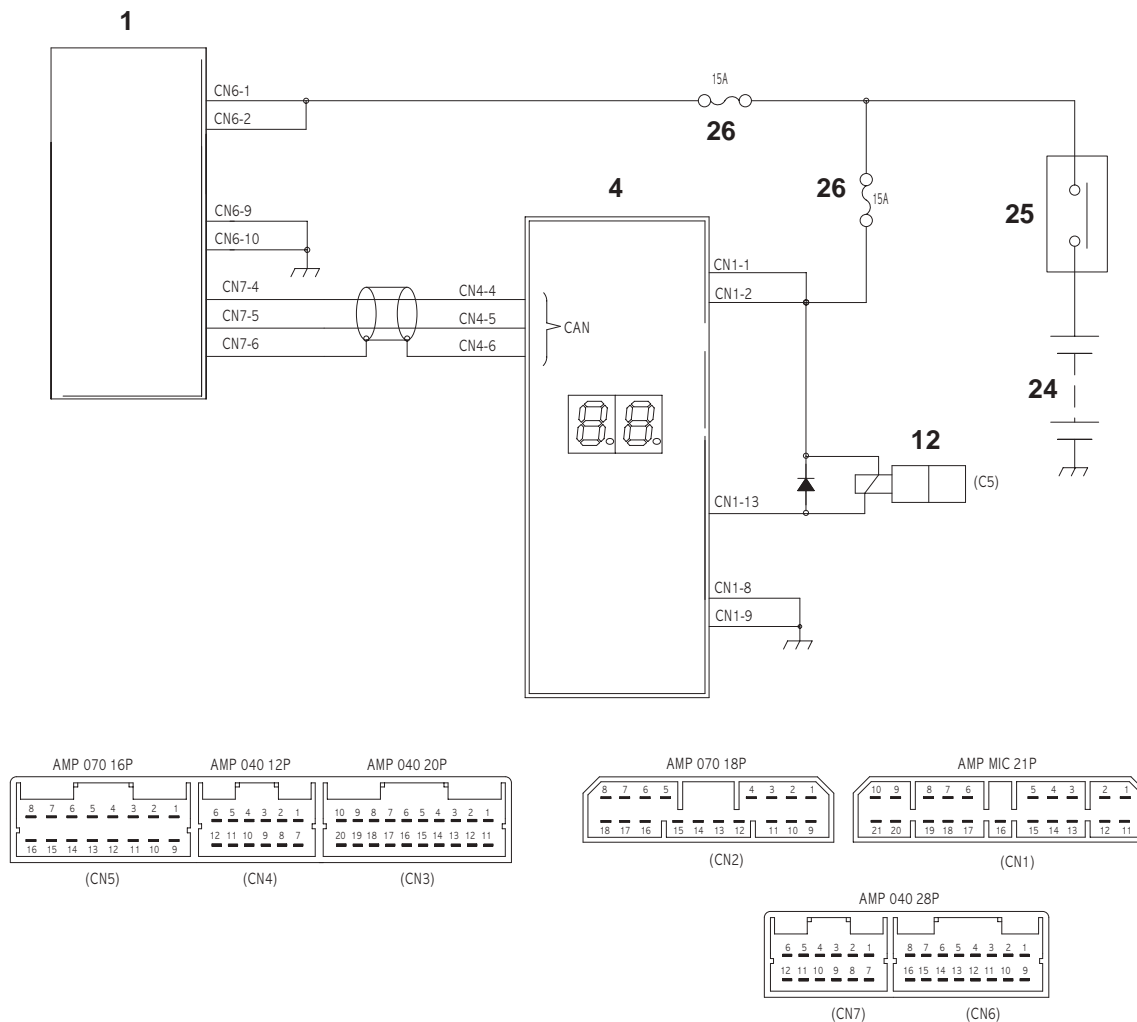 1
CN6-1
CN6-2
15A
26
4
26
15A
25
CN6-9
CN6-10
CN1-1
CN7-4
CN4-4
CN1-2
CN7-5
CN4-5
CAN
CN7-6
CN4-6
24
88
12
(C5)
CN1-13
CN1-8
CN1-9
AMP 070 16P
AMP 040 12P
AMP 040 20P
8 7 6 5 4 3 2 1
16 15 14 13 12 11 10 9
(CN5)
6 5 4 3 2 1
12 11 10 9 8 7
(CN4)
10 9 8 7 6 5 4 3 2 1
20 19 18 17 16 15 14 13 12 11
(CN3)
AMP 070 18P
AMP MIC 21P
8 7 6 5 4 3 2 1
18 17 16 15 14 13 12 11 10 9
(CN2)
10 9 8 7 6 5 4 3 2 1
21 20 19 18 17 16 15 14 13 12 11
(CN1)
AMP 040 28P
6 5 4 3 2 1
12 11 10 9 8 7
(CN7)
8 7 6 5 4 3 2 1
16 15 14 13 12 11 10 9
(CN6)